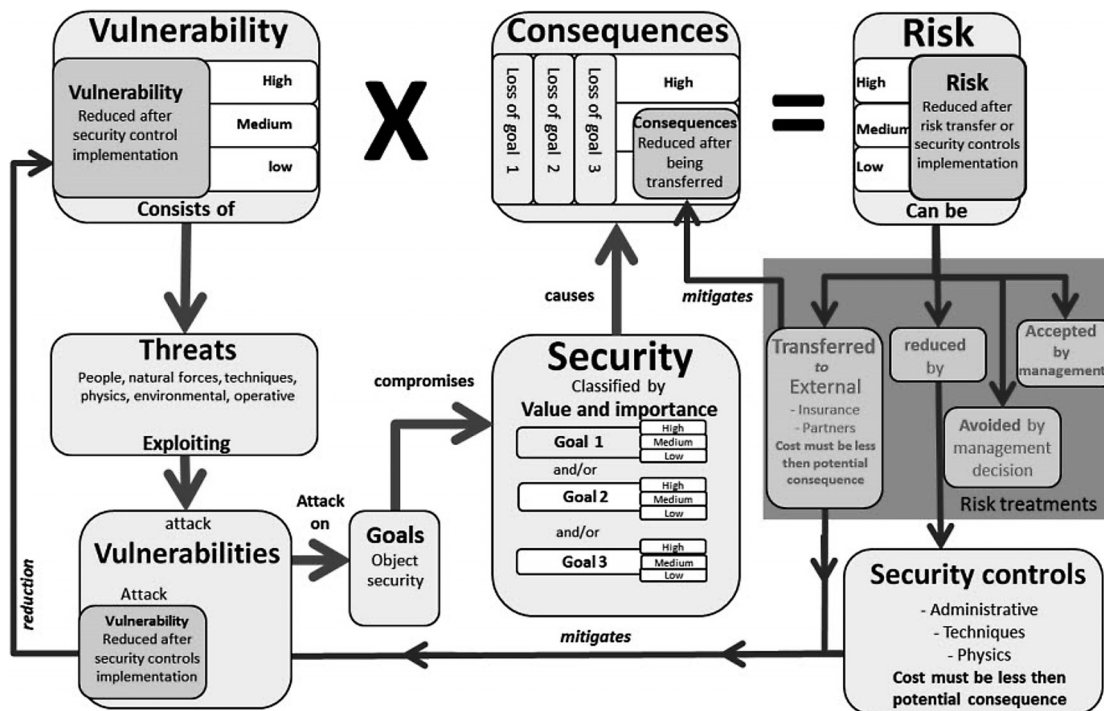 Vulnerability
Vulnerability
Reduced after
security control
implementation
High
Medium
low
Consists of
X
Consequences
Loss of goal 1
Loss of goal 2
Loss of goal 3
High
Consequences
Reduced after
being
transferred
=
Risk
High
Medium
Low
Risk
Reduced after
risk transfer or
security controls
implementation
Can be
Threats
People, natural forces, techniques,
physics, environmental, operative
Exploiting
attack
Vulnerabilities
Attack
Vulnerability
Reduced after
security controls
implementation
reduction
Attack
on
Goals
Object
security
compromises
causes
mitigates
Security
Classified by
Value and importance
Goal 1
High
Medium
Low
and/or
Goal 2
High
Medium
Low
and/or
Goal 3
High
Medium
Low
Transferred
to
External
- Insurance
- Partners
Cost must be less
then potential
consequence
reduced
by
Accepted
by
management
Avoided by
management
decision
Risk treatments
mitigates
Security controls
- Administrative
- Techniques
- Physics
Cost must be less then
potential consequence